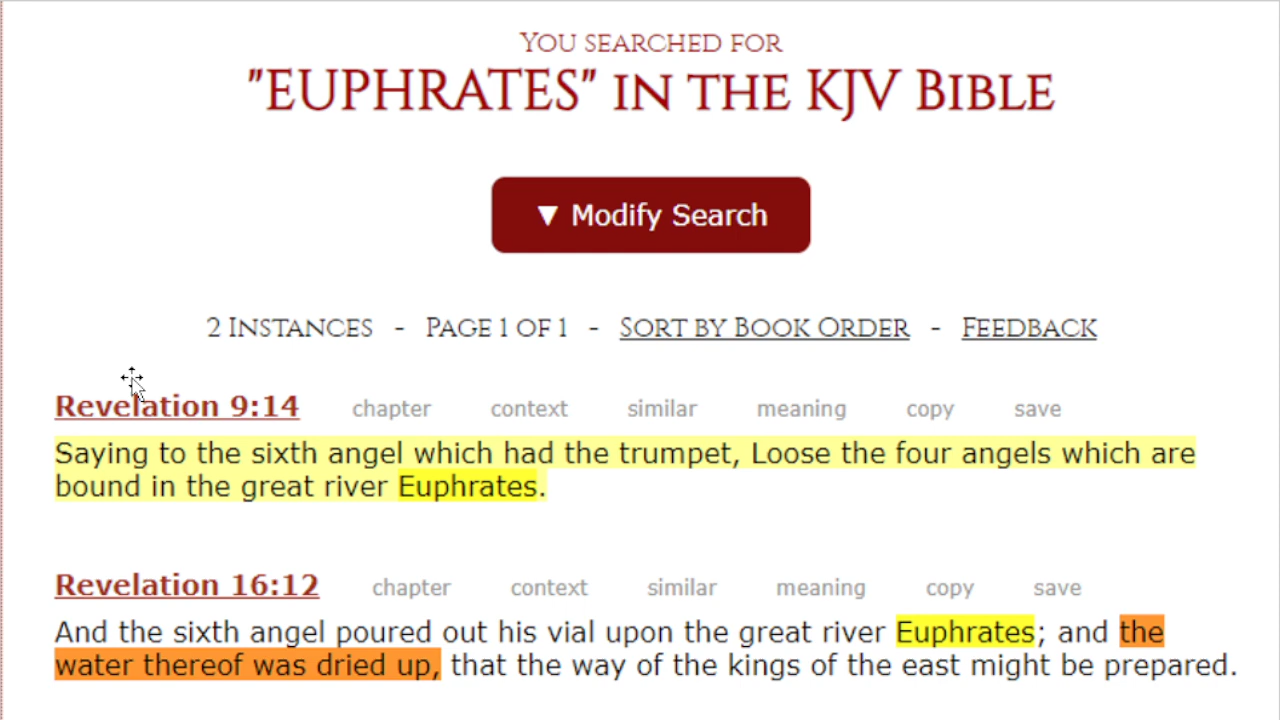 You searched for
"EUPHRATES" in the KJV Bible
▼ Modify Search
2 Instances - Page 1 of 1 - Sort by Book Order - Feedback
Revelation 9:14 chapter context similar meaning copy save
Saying to the sixth angel which had the trumpet, Loose the four angels which are
bound in the great river Euphrates.
Revelation 16:12 chapter context similar meaning copy save
And the sixth angel poured out his vial upon the great river Euphrates; and the
water thereof was dried up, that the way of the kings of the east might be prepared.